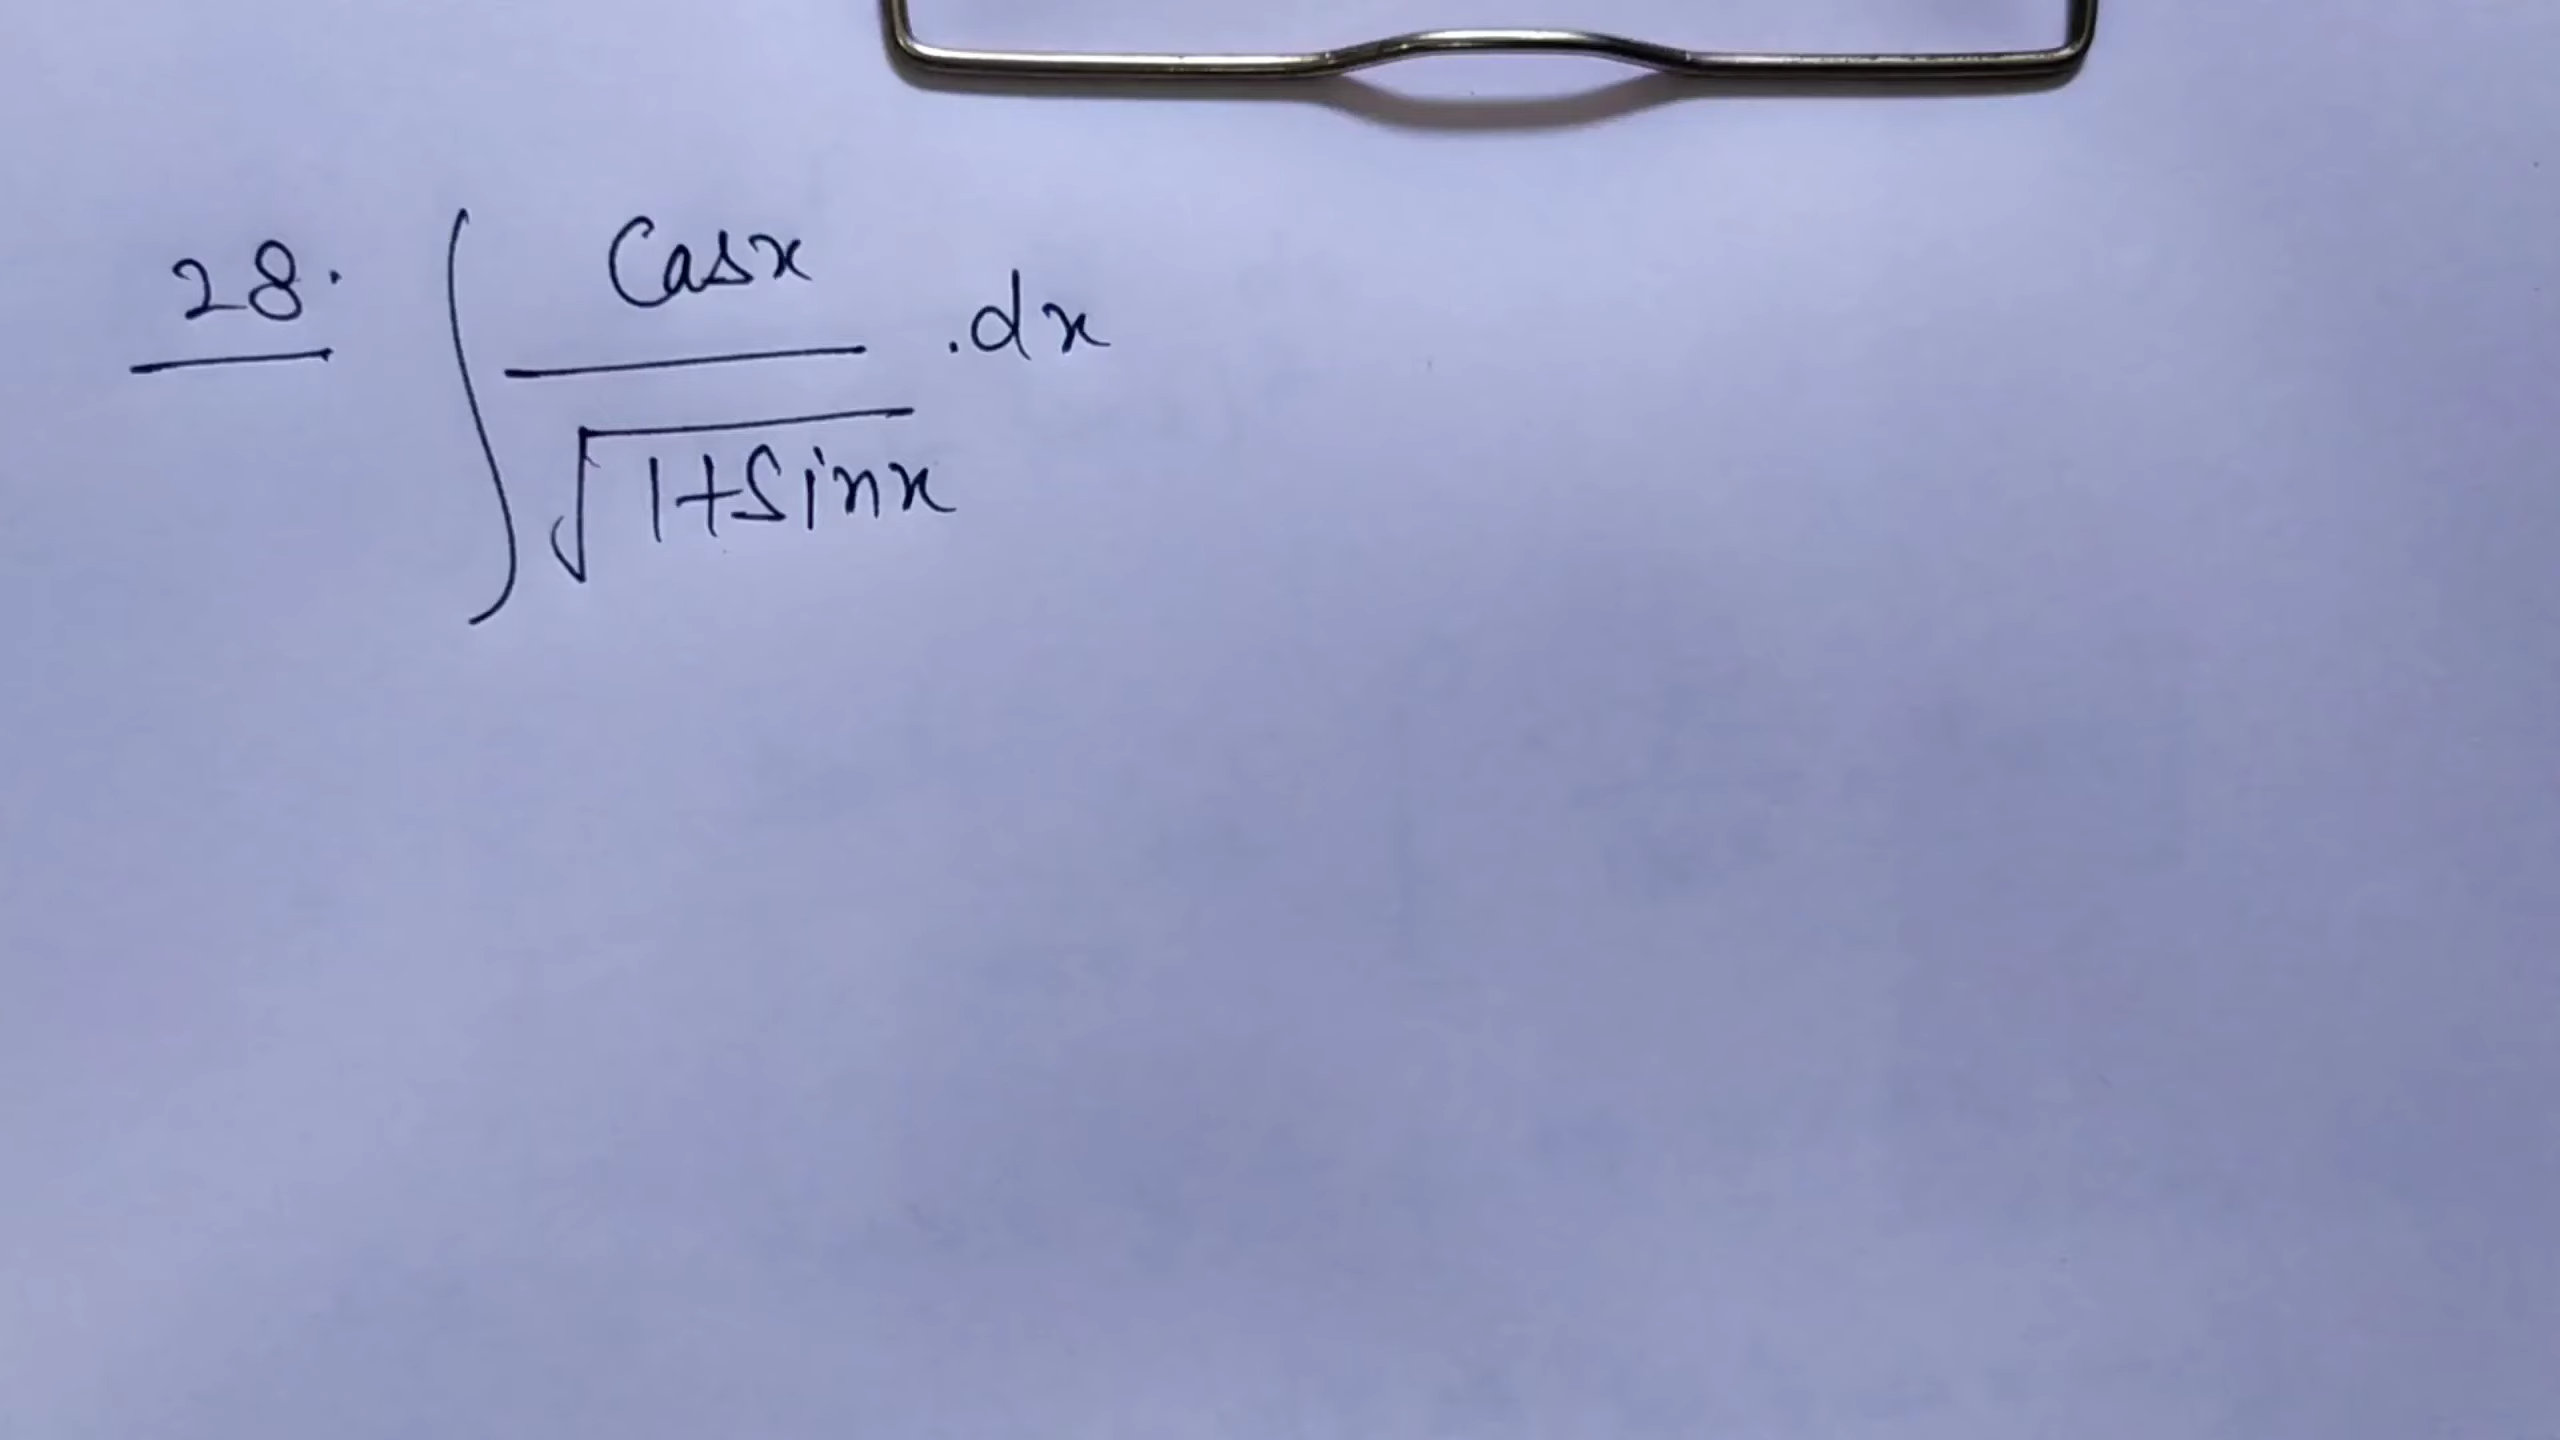 28. ∫ Cosx / √1+Sinx .dx